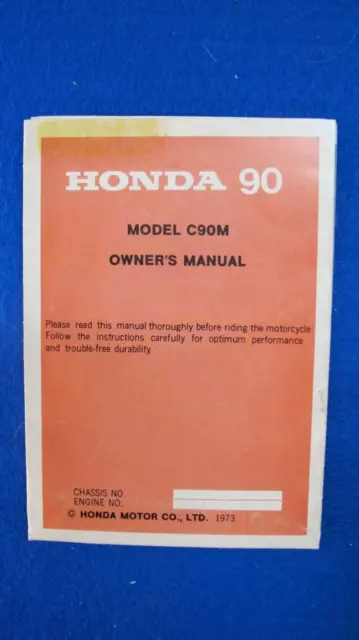 HONDA 90
MODEL C90M
OWNER'S MANUAL
Please read this manual thoroughly before riding the motorcycle.
Follow the instructions carefully for optimum performance
and trouble-free durability.
CHASSIS NO
ENGINE NO.
© HONDA MOTOR CO., LTD. 1973